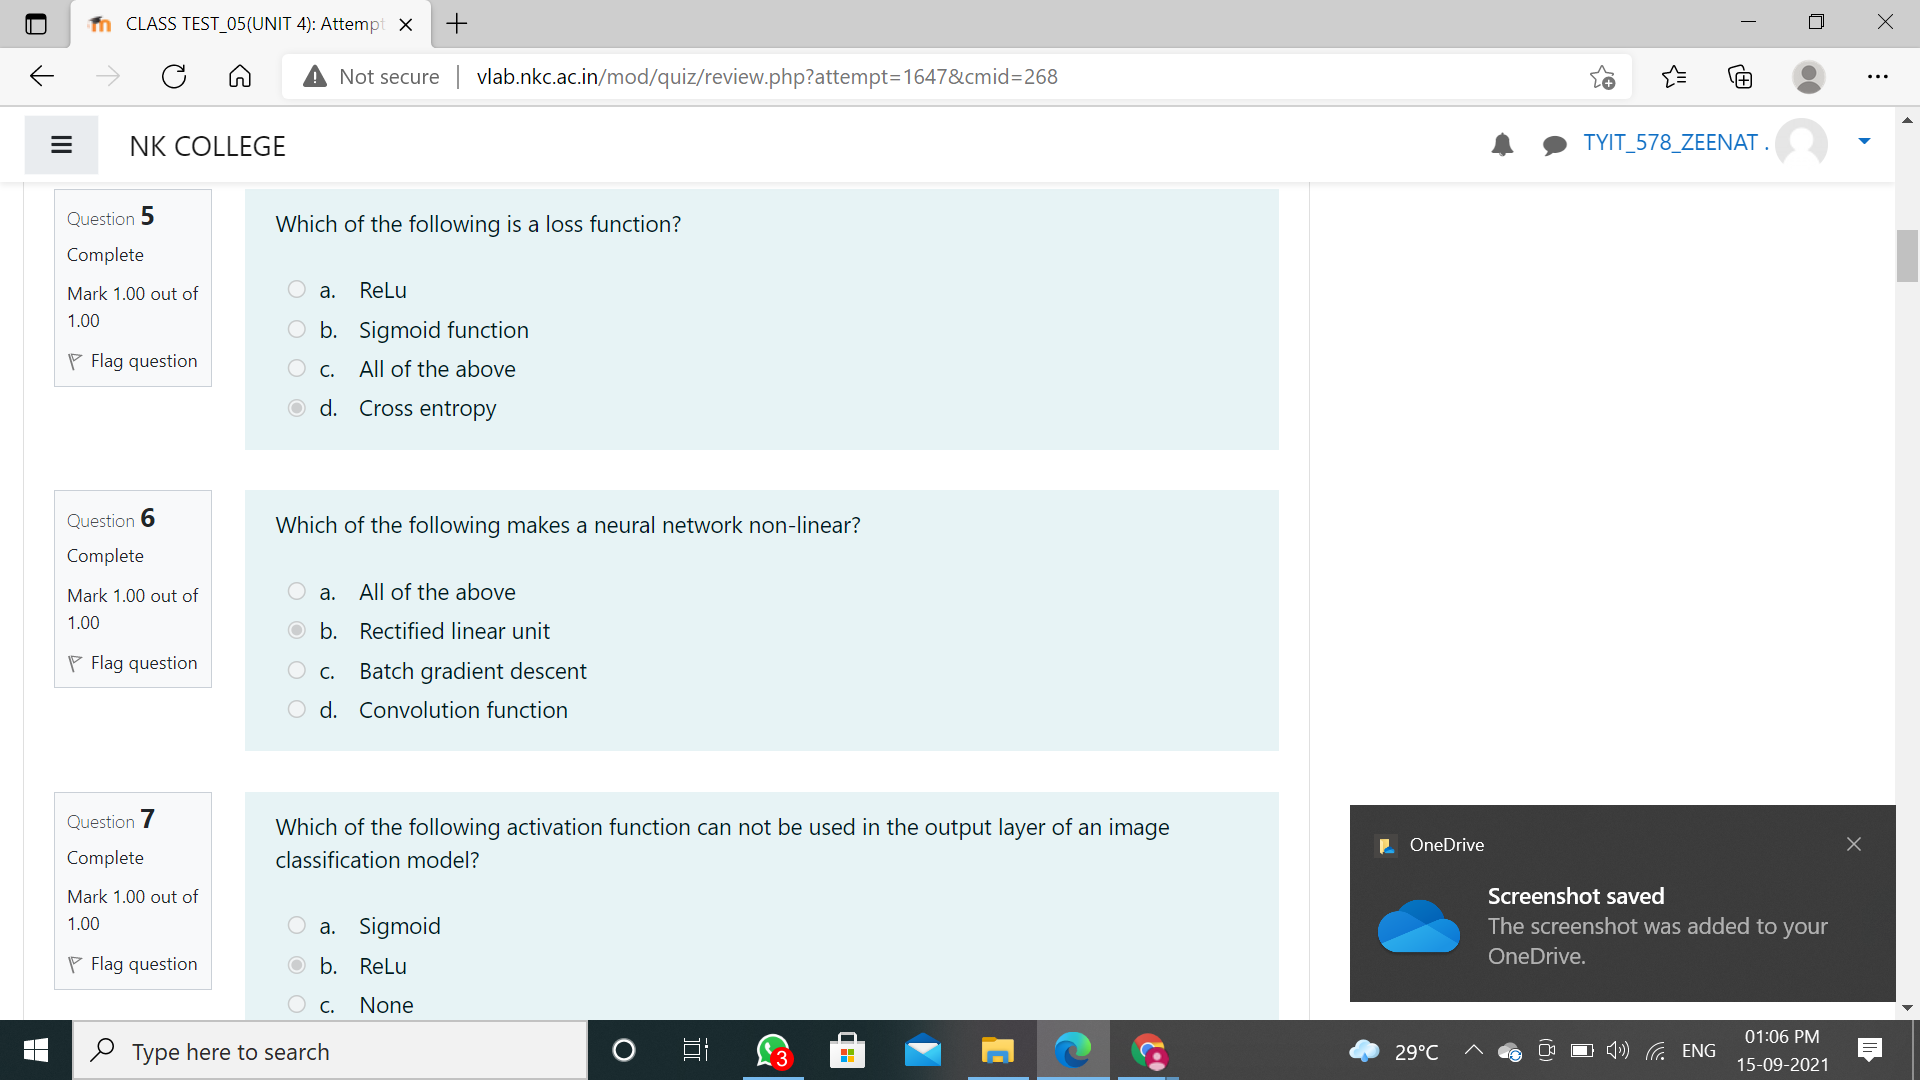 CLASS TEST_05(UNIT 4): Attempt
Not secure
vlab.nkc.ac.in/mod/quiz/review.php?attempt=1647&cmid=268
NK COLLEGE
TYIT_578_ZEENAT .
Question 5
Complete
Mark 1.00 out of
1.00
Flag question
Which of the following is a loss function?
a. ReLu
b. Sigmoid function
c. All of the above
d. Cross entropy
Question 6
Complete
Mark 1.00 out of
1.00
Flag question
Which of the following makes a neural network non-linear?
a. All of the above
b. Rectified linear unit
c. Batch gradient descent
d. Convolution function
Question 7
Complete
Mark 1.00 out of
1.00
Flag question
Which of the following activation function can not be used in the output layer of an image
classification model?
a. Sigmoid
b. ReLu
c. None
OneDrive
Screenshot saved
The screenshot was added to your
OneDrive.
Type here to search
3
29°C
ENG
01:06 PM
15-09-2021